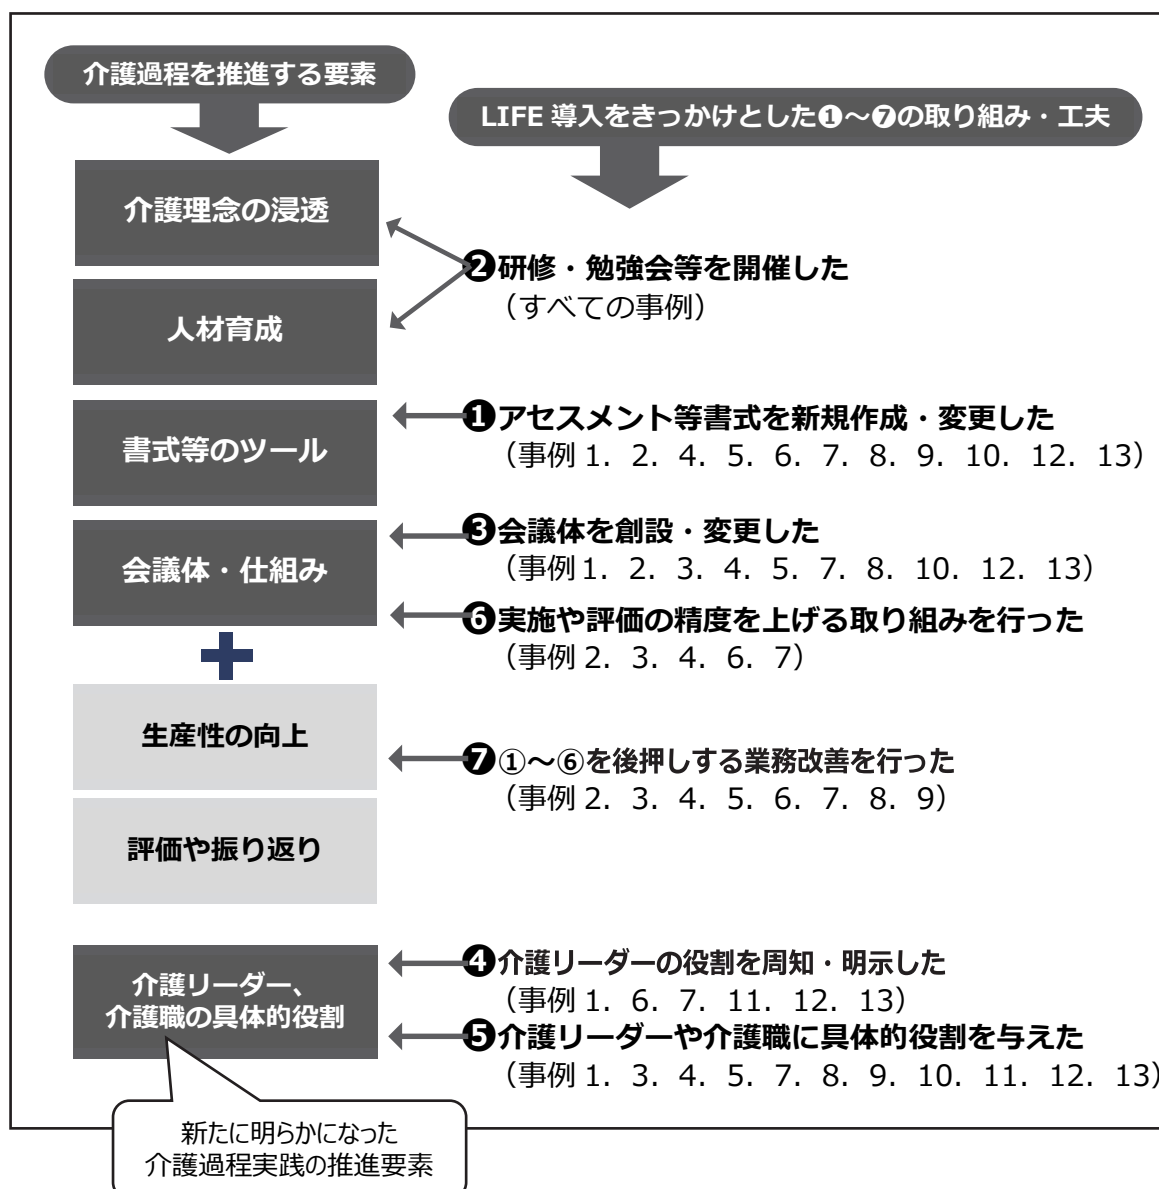 介護過程を推進する要素
LIFE 導入をきっかけとした❶～❼の取り組み・工夫
介護理念の浸透
人材育成
❷研修・勉強会等を開催した
（すべての事例）
書式等のツール
❶アセスメント等書式を新規作成・変更した
（事例 1．2．4．5．6．7．8．9．10．12．13）
会議体・仕組み
❸会議体を創設・変更した
（事例 1．2．3．4．5．7．8．10．12．13）
❻実施や評価の精度を上げる取り組みを行った
（事例 2．3．4．6．7）
生産性の向上
❼①～⑥を後押しする業務改善を行った
（事例 2．3．4．5．6．7．8．9）
評価や振り返り
介護リーダー、
介護職の具体的役割
❹介護リーダーの役割を周知・明示した
（事例 1．6．7．11．12．13）
❺介護リーダーや介護職に具体的役割を与えた
（事例 1．3．4．5．7．8．9．10．11．12．13）
新たに明らかになった
介護過程実践の推進要素